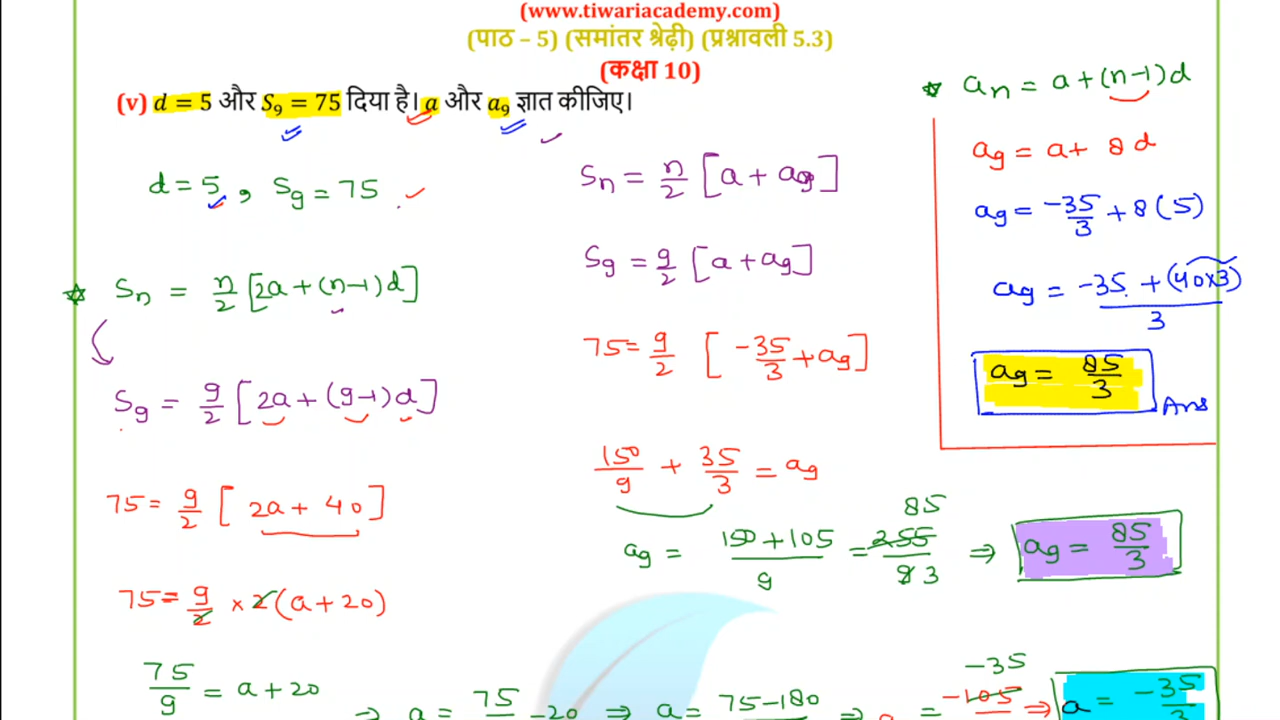 (www.tiwariacademy.com)
(पाठ – 5) (समांतर श्रेढ़ी) (प्रश्नावली 5.3)
(कक्षा 10)
(v) d = 5 और S₉ = 75 दिया है। a और a₉ ज्ञात कीजिए।
d = 5 , S₉ = 75
Sₙ = n/2 [2a + (n-1)d]
S₉ = 9/2 [2a + (9-1)d]
75 = 9/2 [2a + 40]
75 = 9/2 × 2(a + 20)
75/9 = a + 20
Sₙ = n/2 [a + a₉]
S₉ = 9/2 [a + a₉]
75 = 9/2 [-35/3 + a₉]
150/9 + 35/3 = a₉
85
a₉ = 150 + 105/9 = 255/9 3 ⇒ a₉ = 85/3
aₙ = a + (n-1)d
a₉ = a + 8d
a₉ = -35/3 + 8(5)
a₉ = -35 + (40×3)/3
a₉ = 85/3
Ans
-35
⇒ a = 75 -20 ⇒ a = 75-180 ⇒ a = -105 ⇒ a = -35/3